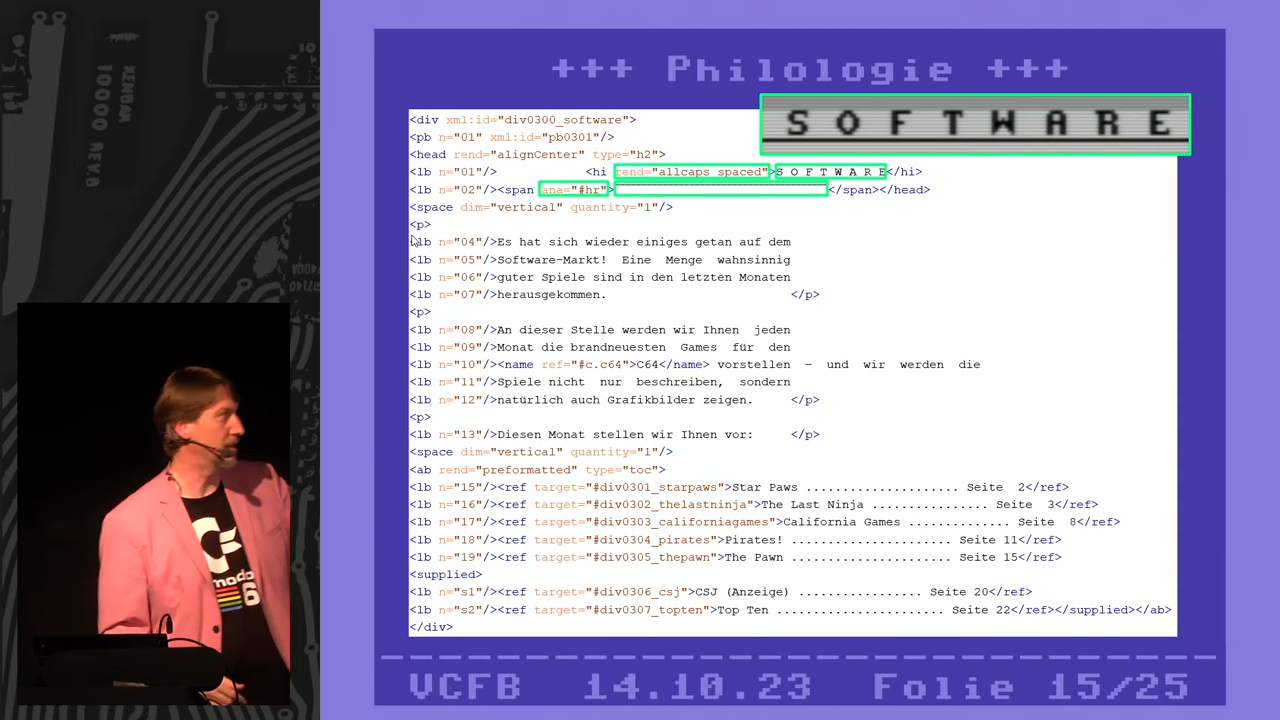 KEMBAK
10000 REV.B
+++ Philologie +++
S O F T W A R E
<div xml:id="div0300_software">
<pb n="01" xml:id="pb0301"/>
<head rend="alignCenter" type="h2">
<lb n="01"/>            <hi rend="allcaps spaced">S O F T W A R E</hi>
<lb n="02"/><span ana="#hr"></span></head>
<space dim="vertical" quantity="1"/>
<p>
<lb n="04"/>Es hat sich wieder einiges getan auf dem
<lb n="05"/>Software-Markt!  Eine  Menge  wahnsinnig
<lb n="06"/>guter Spiele sind in den letzten Monaten
<lb n="07"/>herausgekommen.                         </p>
<p>
<lb n="08"/>An dieser Stelle werden wir Ihnen  jeden
<lb n="09"/>Monat die brandneuesten  Games  für  den
<lb n="10"/><name ref="#c.c64">C64</name> vorstellen  -  und  wir  werden  die
<lb n="11"/>Spiele nicht  nur  beschreiben,  sondern
<lb n="12"/>natürlich auch Grafikbilder zeigen.     </p>
<p>
<lb n="13"/>Diesen Monat stellen wir Ihnen vor:     </p>
<space dim="vertical" quantity="1"/>
<ab rend="preformatted" type="toc">
<lb n="15"/><ref target="#div0301_starpaws">Star Paws ..................... Seite  2</ref>
<lb n="16"/><ref target="#div0302_thelastninja">The Last Ninja ................ Seite  3</ref>
<lb n="17"/><ref target="#div0303_californiagames">California Games  ............. Seite  8</ref>
<lb n="18"/><ref target="#div0304_pirates">Pirates! ...................... Seite 11</ref>
<lb n="19"/><ref target="#div0305_thepawn">The Pawn ...................... Seite 15</ref>
<supplied>
<lb n="s1"/><ref target="#div0306_csj">CSJ (Anzeige) .................. Seite 20</ref>
<lb n="s2"/><ref target="#div0307_topten">Top Ten ....................... Seite 22</ref></supplied></ab>
</div>
VCFB 14.10.23 Folie 15/25